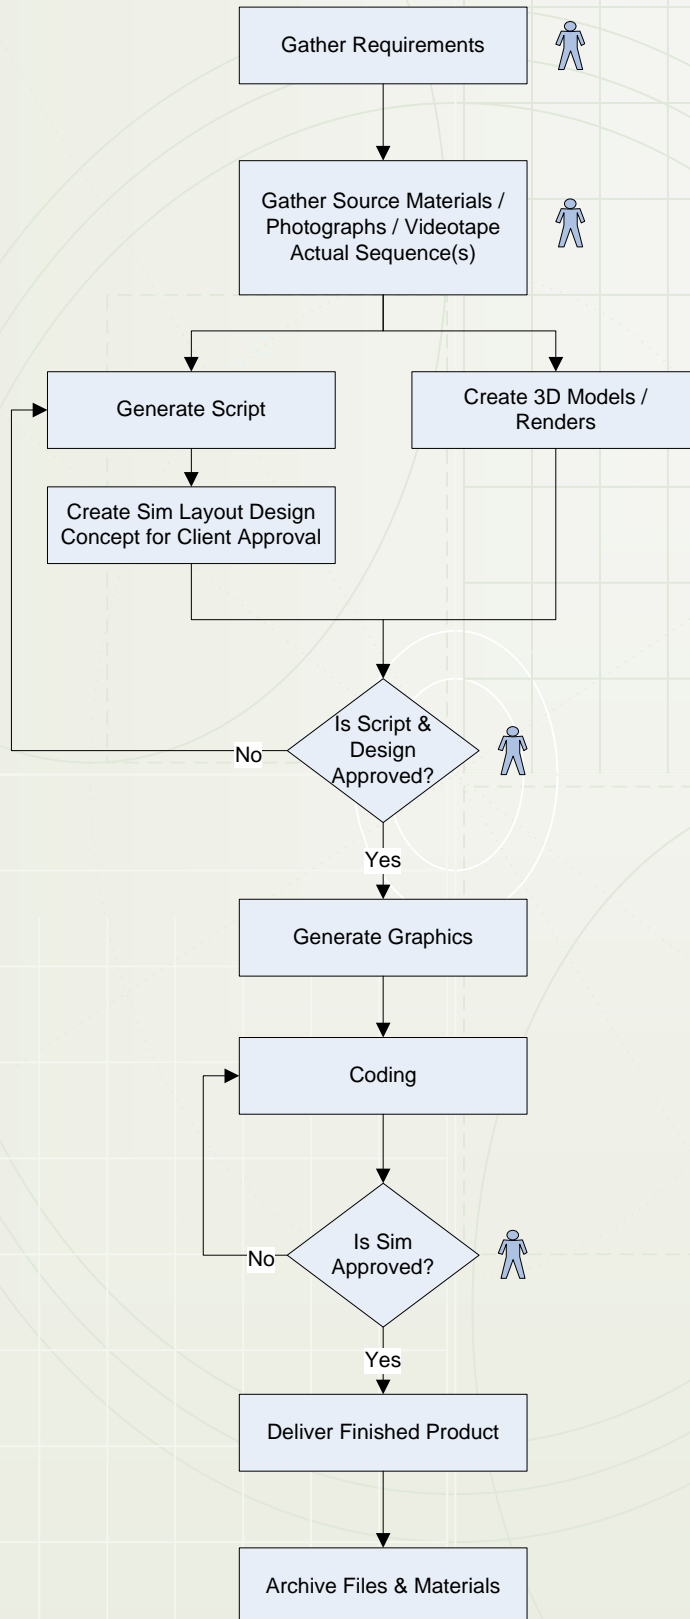 Gather Requirements
Gather Source Materials /
Photographs / Videotape
Actual Sequence(s)
Generate Script
Create 3D Models /
Renders
Create Sim Layout Design
Concept for Client Approval
Is Script &
Design
Approved?
No
Yes
Generate Graphics
Coding
Is Sim
Approved?
No
Yes
Deliver Finished Product
Archive Files & Materials